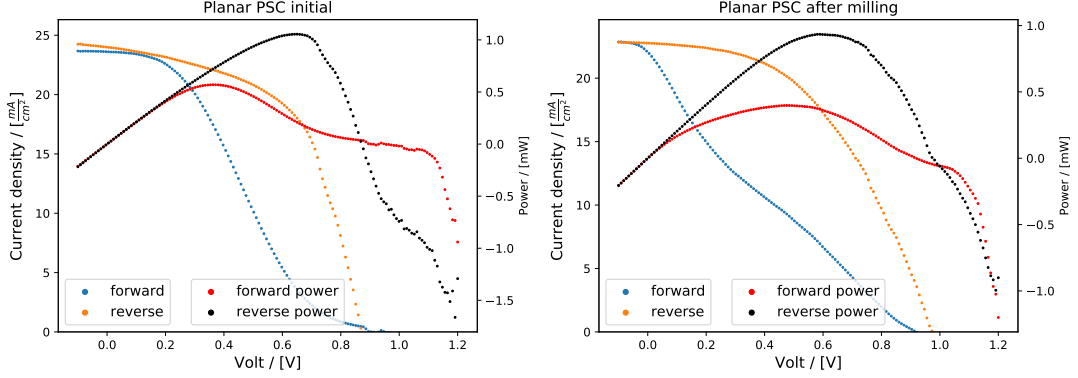 Planar PSC initial
25
20
15
10
5
0
Current density / [mA/cm²]
1.0
0.5
0.0
−0.5
−1.0
−1.5
Power / [mW]
0.0 0.2 0.4 0.6 0.8 1.0 1.2
Volt / [V]
forward
reverse
forward power
reverse power
Planar PSC after milling
20
15
10
5
0
Current density / [mA/cm²]
1.0
0.5
0.0
−0.5
−1.0
Power / [mW]
0.0 0.2 0.4 0.6 0.8 1.0 1.2
Volt / [V]
forward
reverse
forward power
reverse power